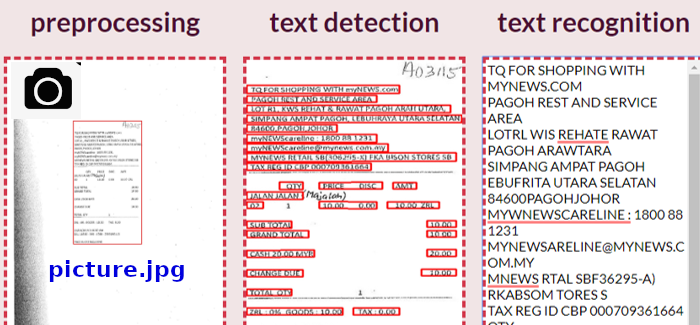 preprocessing
text detection
text recognition
picture.jpg
A03115
TQ FOR SHOPPING WITH myNEWS.com
PAGOH REST AND SERVICE AREA
LOT R1, KWS REHAT & RAWAT PAGOH ARAH UTARA,
SIMPANG AMPAT PAGOH, LEBUHRAYA UTARA SELATAN
84600 PAGOH JOHOR
myNEWScareline : 1800 88 1231
myNEWScareline@mynews.com.my
MYNEWS RETAIL SB(306295-X) FKA BISON STORES SB
TAX REG ID CBP 000709361664
QTY PRICE DISC AMT
JALAN JALAN (Majalah)
02 1 10.00 0.00 10.00 ZRL
SUB TOTAL 10.00
GRAND TOTAL 10.00
CASH 20.00 MYR 20.00
CHANGE DUE 10.00
TOTAL QTY 1
ZRL : 0% GOODS : 10.00 TAX : 0.00
TQ FOR SHOPPING WITH
MYNEWS.COM
PAGOH REST AND SERVICE
AREA
LOTRL WIS REHATE RAWAT
PAGOH ARAWTARA
SIMPANG AMPAT PAGOH
EBUFRITA UTARA SELATAN
84600PAGOHJOHOR
MYWNEWSCARELINE : 1800 88
1231
MYNEWSARELINE@MYNEWS.C
OM.MY
MNEWS RTAL SBF36295-A)
RKABSOM TORES S
TAX REG ID CBP 000709361664
QTY